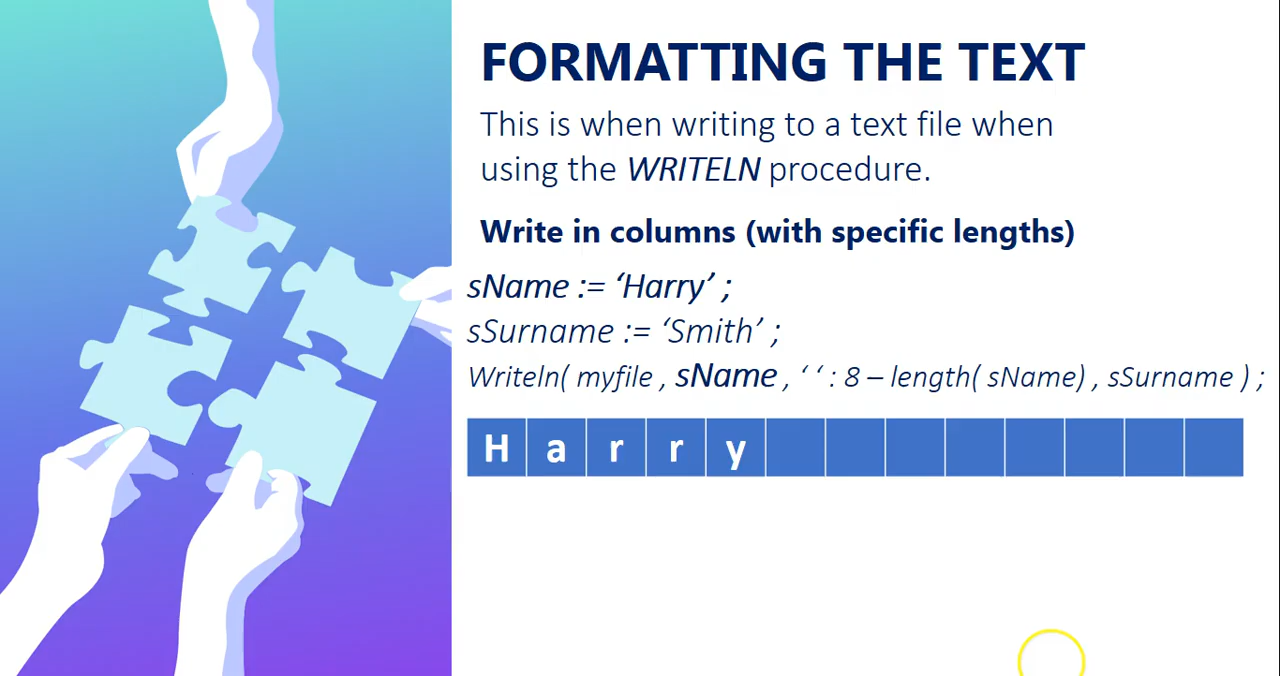 FORMATTING THE TEXT
This is when writing to a text file when
using the WRITELN procedure.
Write in columns (with specific lengths)
sName := ‘Harry’ ;
sSurname := ‘Smith’ ;
Writeln( myfile , sName , ‘ ‘ : 8 – length( sName) , sSurname ) ;
H a r r y